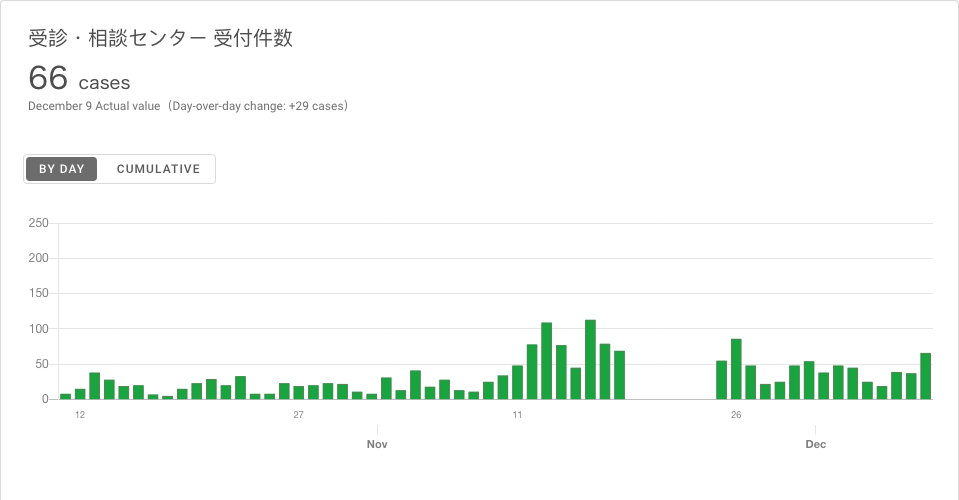 受診・相談センター 受付件数
66 cases
December 9 Actual value（Day-over-day change: +29 cases）
BY DAY CUMULATIVE
250
200
150
100
50
0
12 27 11 26
Nov Dec